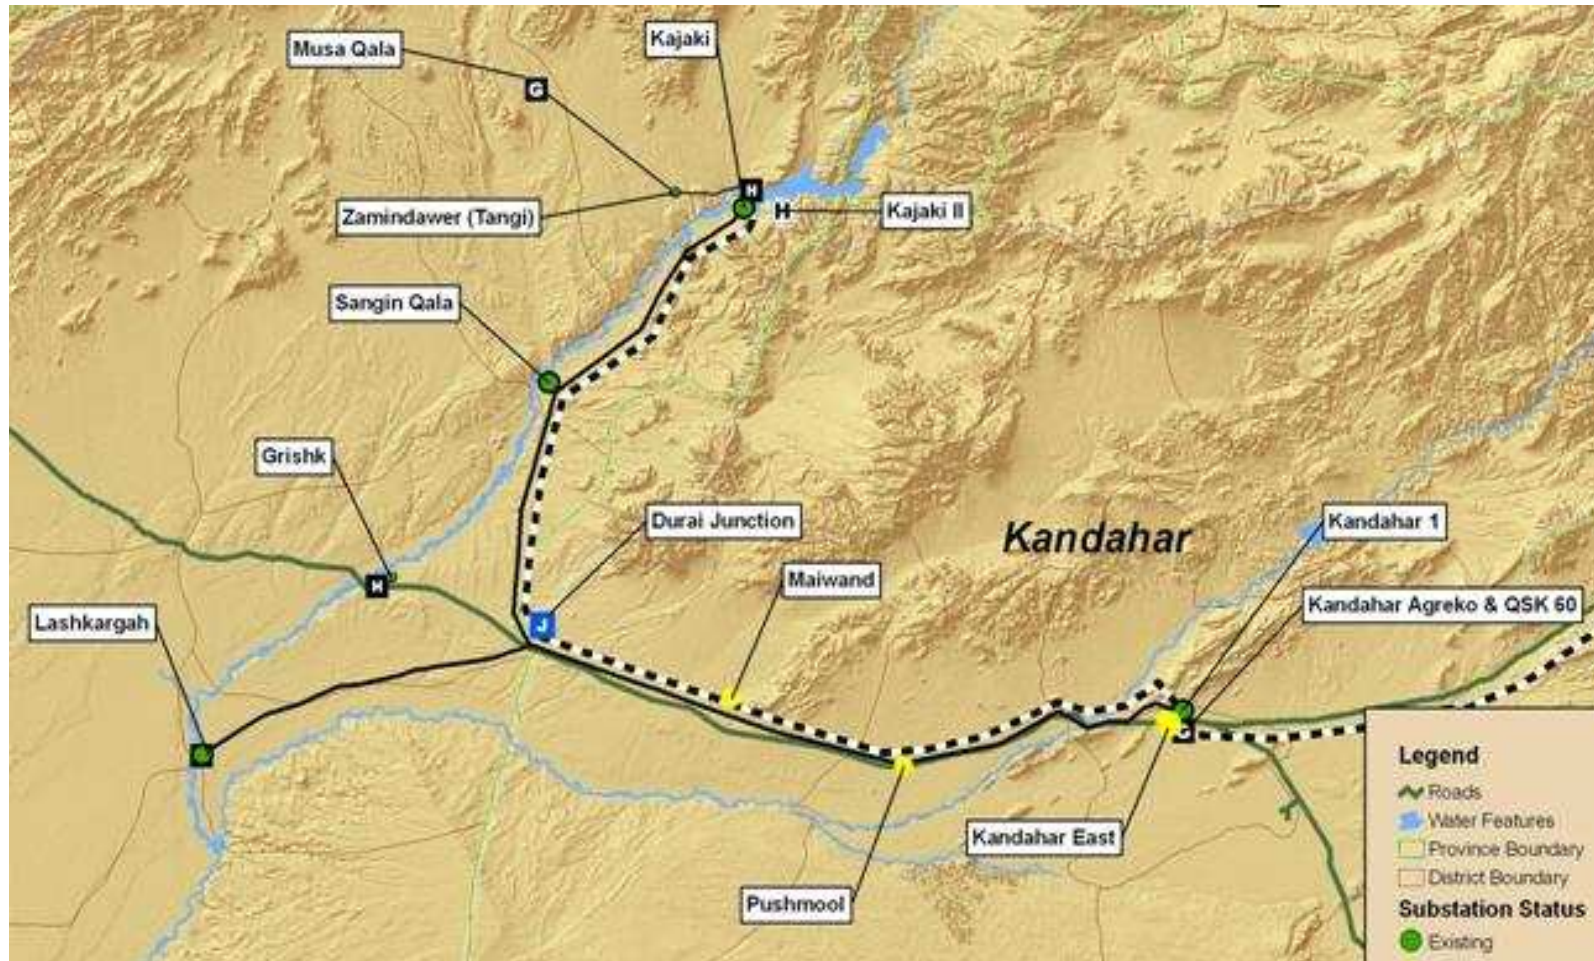 Musa Qala
Kajaki
G
H
Zamindawer (Tangi)
H
Kajaki II
Sangin Qala
Grishk
Durai Junction
Kandahar
Kandahar 1
Maiwand
H
Kandahar Agreko & QSK 60
Lashkargah
J
Kandahar East
Pushmool
Legend
Roads
Water Features
Province Boundary
District Boundary
Substation Status
Existing